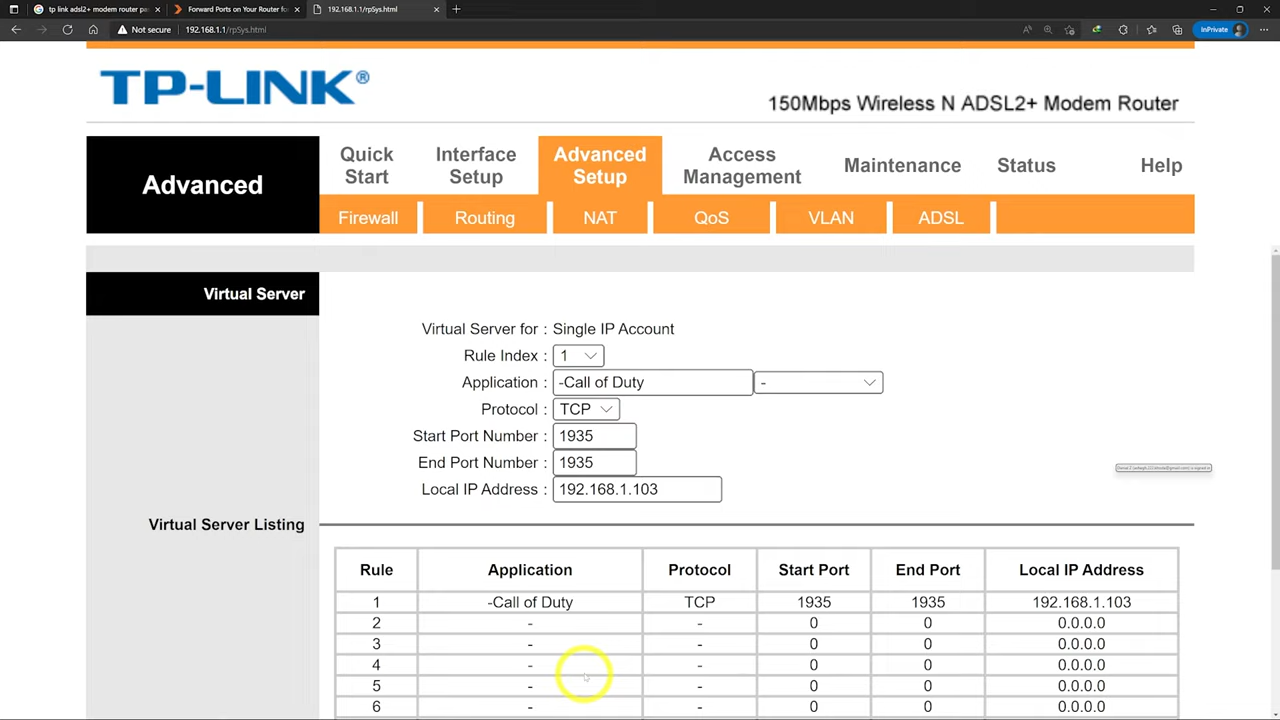 tp link adsl2+ modem router pa
Forward Ports on Your Router fo
192.168.1.1/rpSys.html
Not secure
192.168.1.1/rpSys.html
InPrivate
TP-LINK®
150Mbps Wireless N ADSL2+ Modem Router
Advanced
Quick Start
Interface Setup
Advanced Setup
Access Management
Maintenance
Status
Help
Firewall
Routing
NAT
QoS
VLAN
ADSL
Virtual Server
Virtual Server for : Single IP Account
Rule Index : 1
Application : -Call of Duty -
Protocol : TCP
Start Port Number : 1935
End Port Number : 1935
Local IP Address : 192.168.1.103
Virtual Server Listing
Rule Application Protocol Start Port End Port Local IP Address
1 -Call of Duty TCP 1935 1935 192.168.1.103
2 - - 0 0 0.0.0.0
3 - - 0 0 0.0.0.0
4 - - 0 0 0.0.0.0
5 - - 0 0 0.0.0.0
6 - - 0 0 0.0.0.0